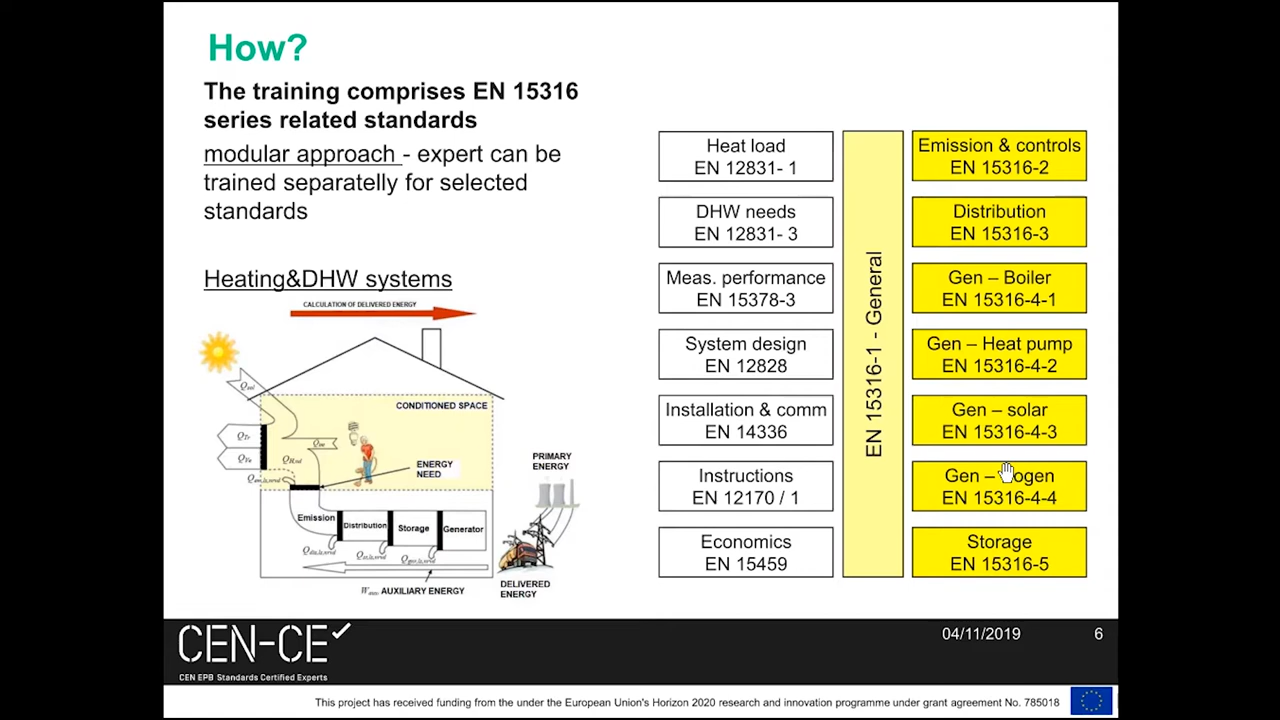 How?
The training comprises EN 15316
series related standards
modular approach - expert can be
trained separatelly for selected
standards
Heating&DHW systems
CALCULATION OF DELIVERED ENERGY
CONDITIONED SPACE
ENERGY
NEED
PRIMARY
ENERGY
Emission
Distribution
Storage
Generator
AUXILIARY ENERGY
DELIVERED
ENERGY
Heat load
EN 12831- 1
DHW needs
EN 12831- 3
Meas. performance
EN 15378-3
System design
EN 12828
Installation & comm
EN 14336
Instructions
EN 12170 / 1
Economics
EN 15459
EN 15316-1 - General
Emission & controls
EN 15316-2
Distribution
EN 15316-3
Gen – Boiler
EN 15316-4-1
Gen – Heat pump
EN 15316-4-2
Gen – solar
EN 15316-4-3
Gen –
EN 15316-4-4
Storage
EN 15316-5
CEN-CE
CEN EPB Standards Certified Experts
04/11/2019
6
This project has received funding from the under the European Union's Horizon 2020 research and innovation programme under grant agreement No. 785018